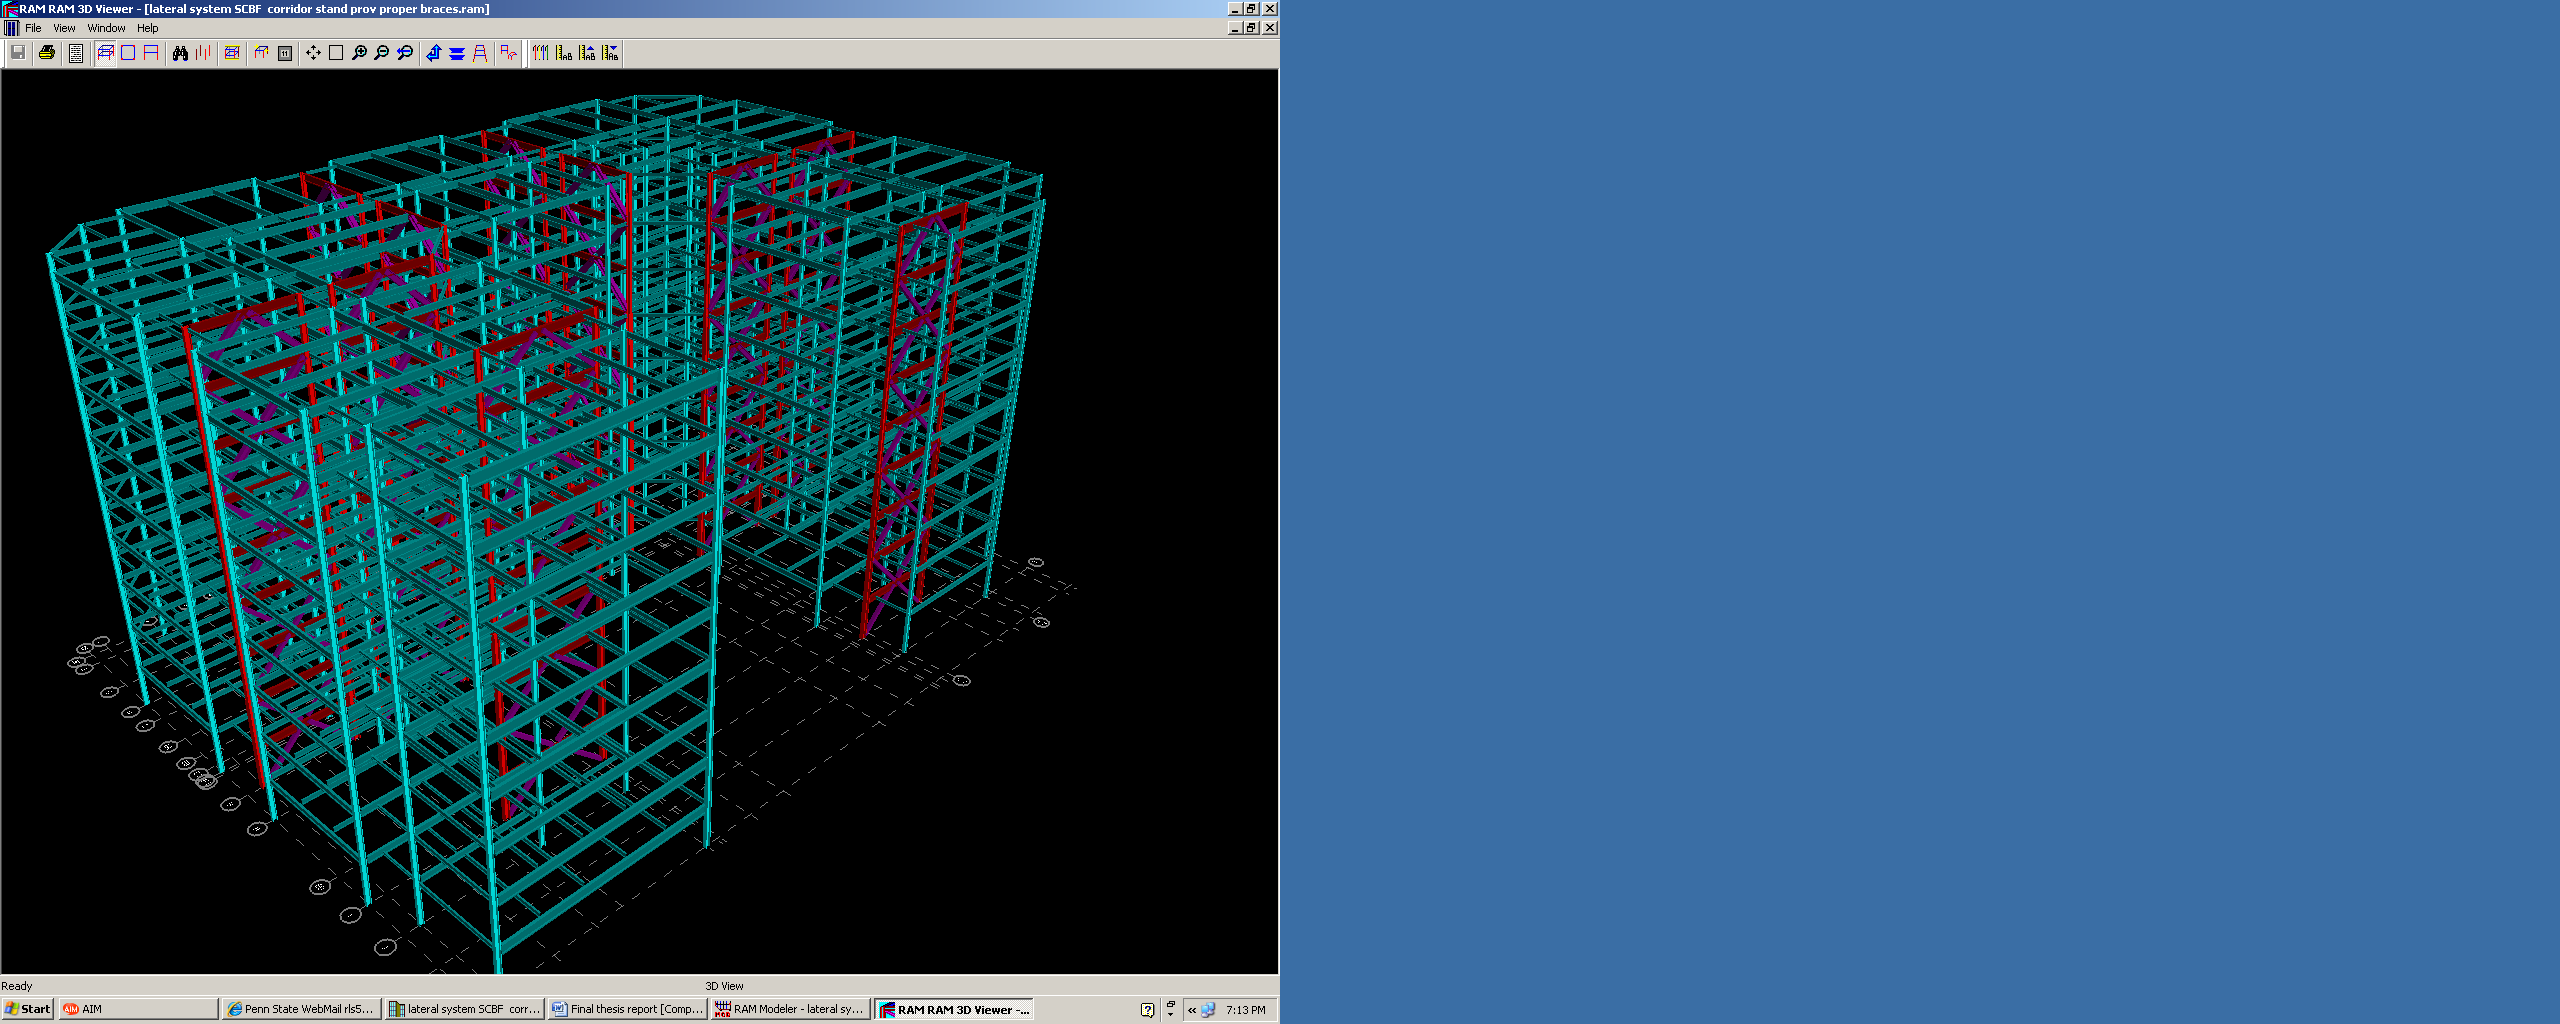 RAM RAM 3D Viewer - [lateral system SCBF  corridor stand prov proper braces.ram]
File View Window Help
Ready 3D View
Start AIM Penn State WebMail rls5... lateral system SCBF  corr... Final thesis report [Comp... RAM Modeler - lateral sy... RAM RAM 3D Viewer -... « 7:13 PM